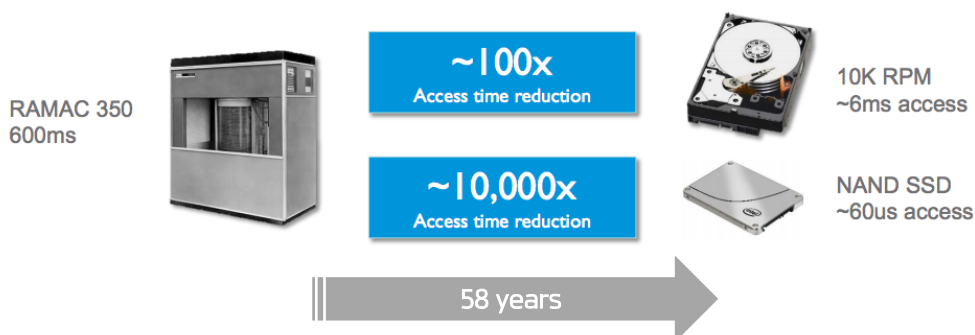 RAMAC 350
600ms
~100x
Access time reduction
10K RPM
~6ms access
~10,000x
Access time reduction
NAND SSD
~60us access
58 years